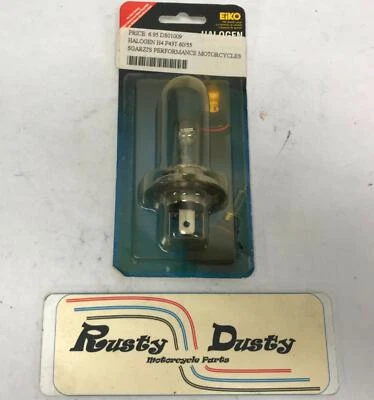 EiKO
HALOGEN
PRICE: 6.95 DS01009
HALOGEN H4 P43T 60/55
SGARZI'S PERFORMANCE MOTORCYCLES
Rusty Dusty
Motorcycle Parts